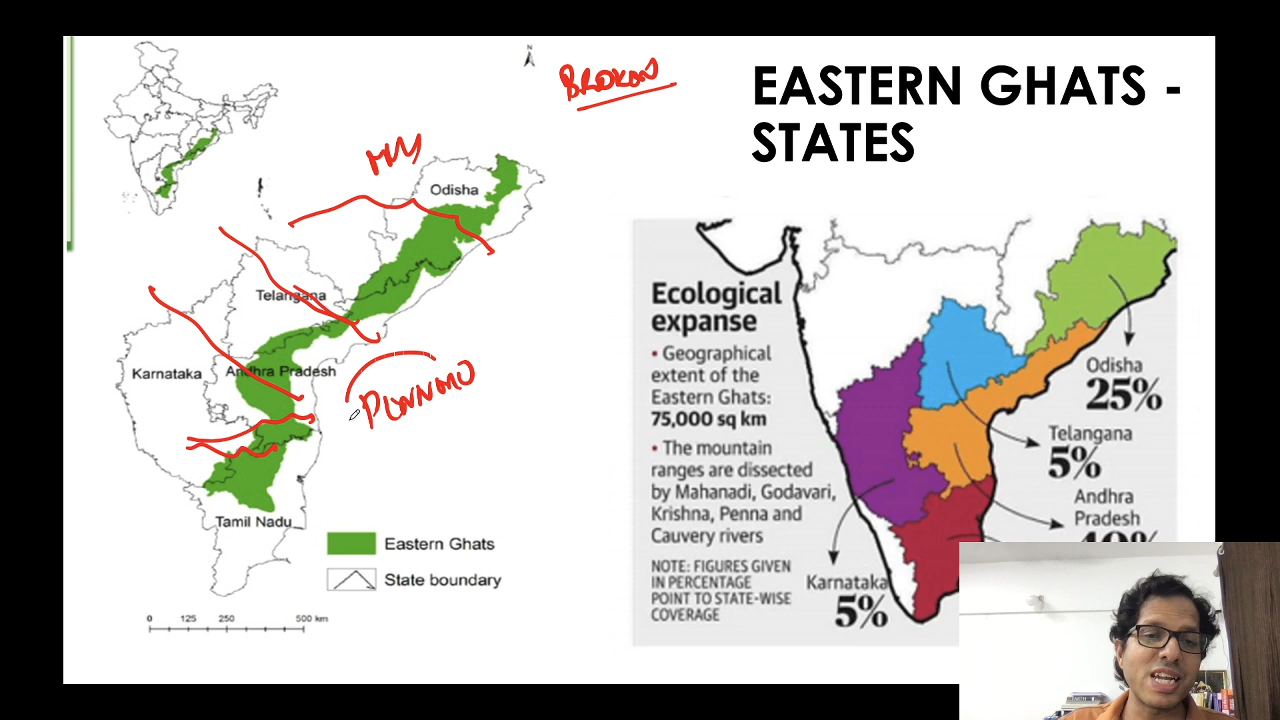 N
BROKEN
EASTERN GHATS -
STATES
Odisha
Telangana
Karnataka
Andhra Pradesh
Tamil Nadu
Eastern Ghats
State boundary
0 125 250 500 km
Ecological
expanse
• Geographical
extent of the
Eastern Ghats:
75,000 sq km
• The mountain
ranges are dissected
by Mahanadi, Godavari,
Krishna, Penna and
Cauvery rivers
NOTE: FIGURES GIVEN
IN PERCENTAGE
POINT TO STATE-WISE
COVERAGE
Odisha
25%
Telangana
5%
Andhra
Pradesh
40%
Karnataka
5%